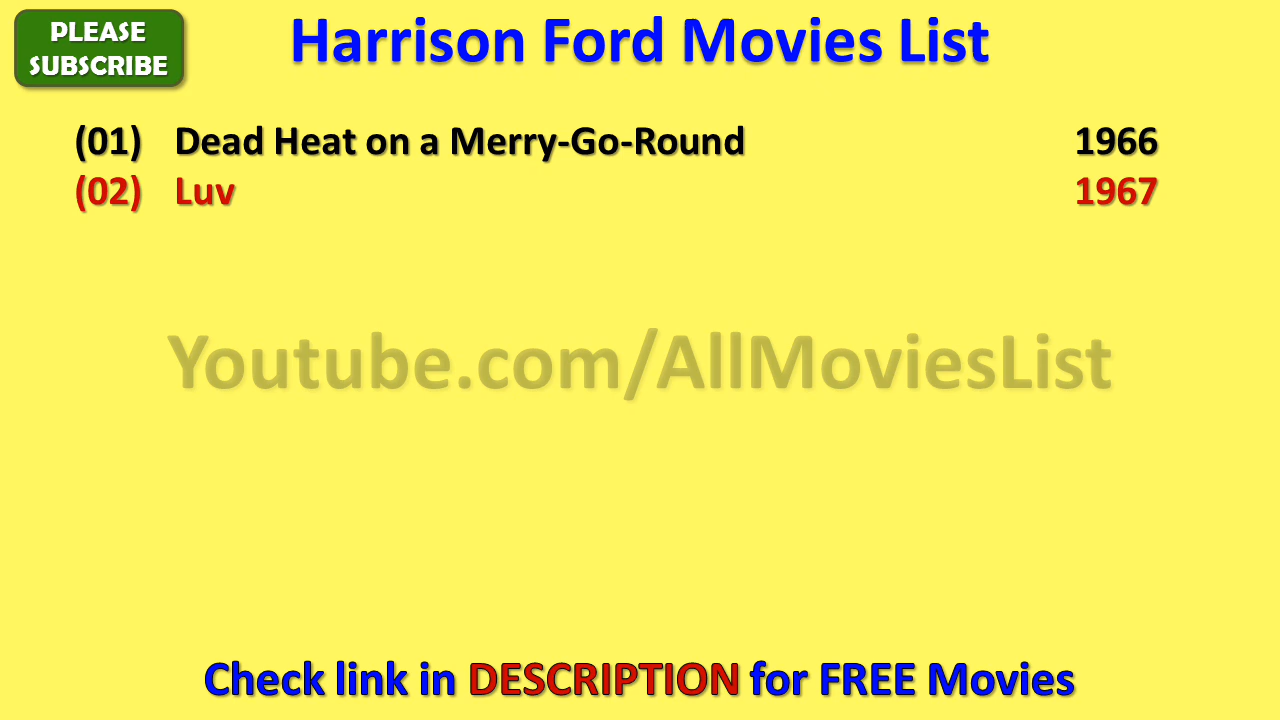 PLEASE
SUBSCRIBE
Harrison Ford Movies List
(01) Dead Heat on a Merry-Go-Round 1966
(02) Luv 1967
Youtube.com/AllMoviesList
Check link in DESCRIPTION for FREE Movies